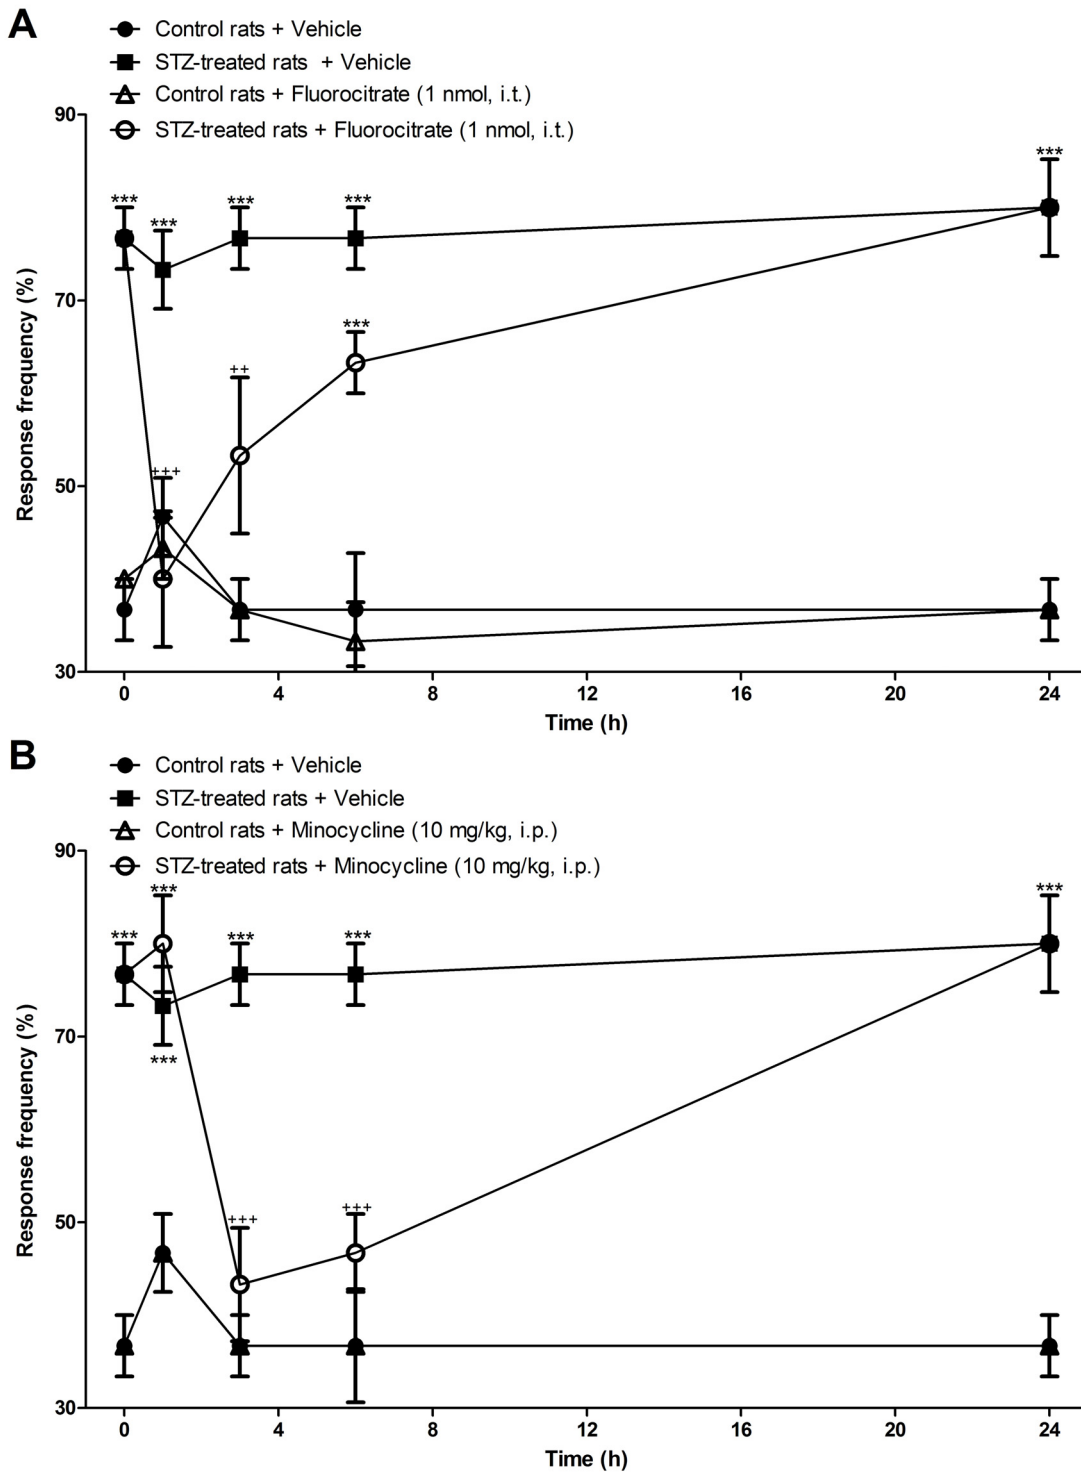 A
Control rats + Vehicle
STZ-treated rats + Vehicle
Control rats + Fluorocitrate (1 nmol, i.t.)
STZ-treated rats + Fluorocitrate (1 nmol, i.t.)
90
70
50
30
Response frequency (%)
***
***
***
***
***
***
++
+++
0 4 8 12 16 20 24
Time (h)
B
Control rats + Vehicle
STZ-treated rats + Vehicle
Control rats + Minocycline (10 mg/kg, i.p.)
STZ-treated rats + Minocycline (10 mg/kg, i.p.)
90
70
50
30
Response frequency (%)
***
***
***
***
***
***
+++
+++
0 4 8 12 16 20 24
Time (h)